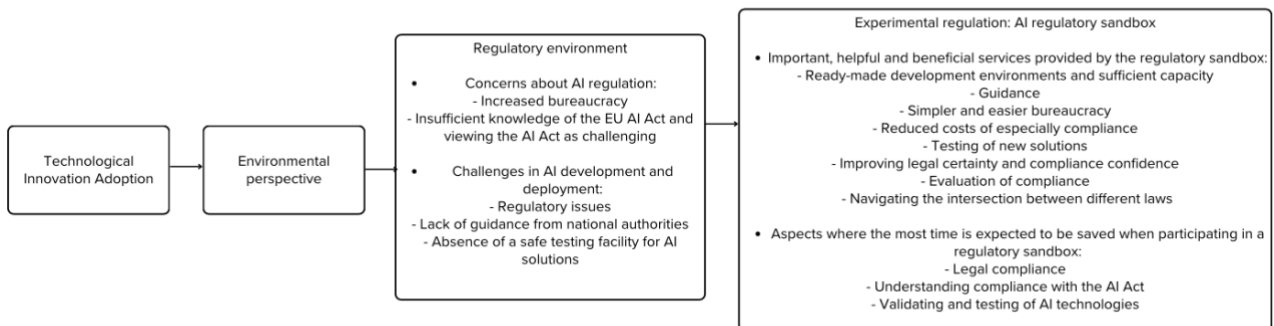 Technological
Innovation Adoption
Environmental
perspective
Regulatory environment
• Concerns about AI regulation:
- Increased bureaucracy
- Insufficient knowledge of the EU AI Act and
viewing the AI Act as challenging
• Challenges in AI development and
deployment:
- Regulatory issues
- Lack of guidance from national authorities
- Absence of a safe testing facility for AI
solutions
Experimental regulation: AI regulatory sandbox
• Important, helpful and beneficial services provided by the regulatory sandbox:
- Ready-made development environments and sufficient capacity
- Guidance
- Simpler and easier bureaucracy
- Reduced costs of especially compliance
- Testing of new solutions
- Improving legal certainty and compliance confidence
- Evaluation of compliance
- Navigating the intersection between different laws
• Aspects where the most time is expected to be saved when participating in a
regulatory sandbox:
- Legal compliance
- Understanding compliance with the AI Act
- Validating and testing of AI technologies